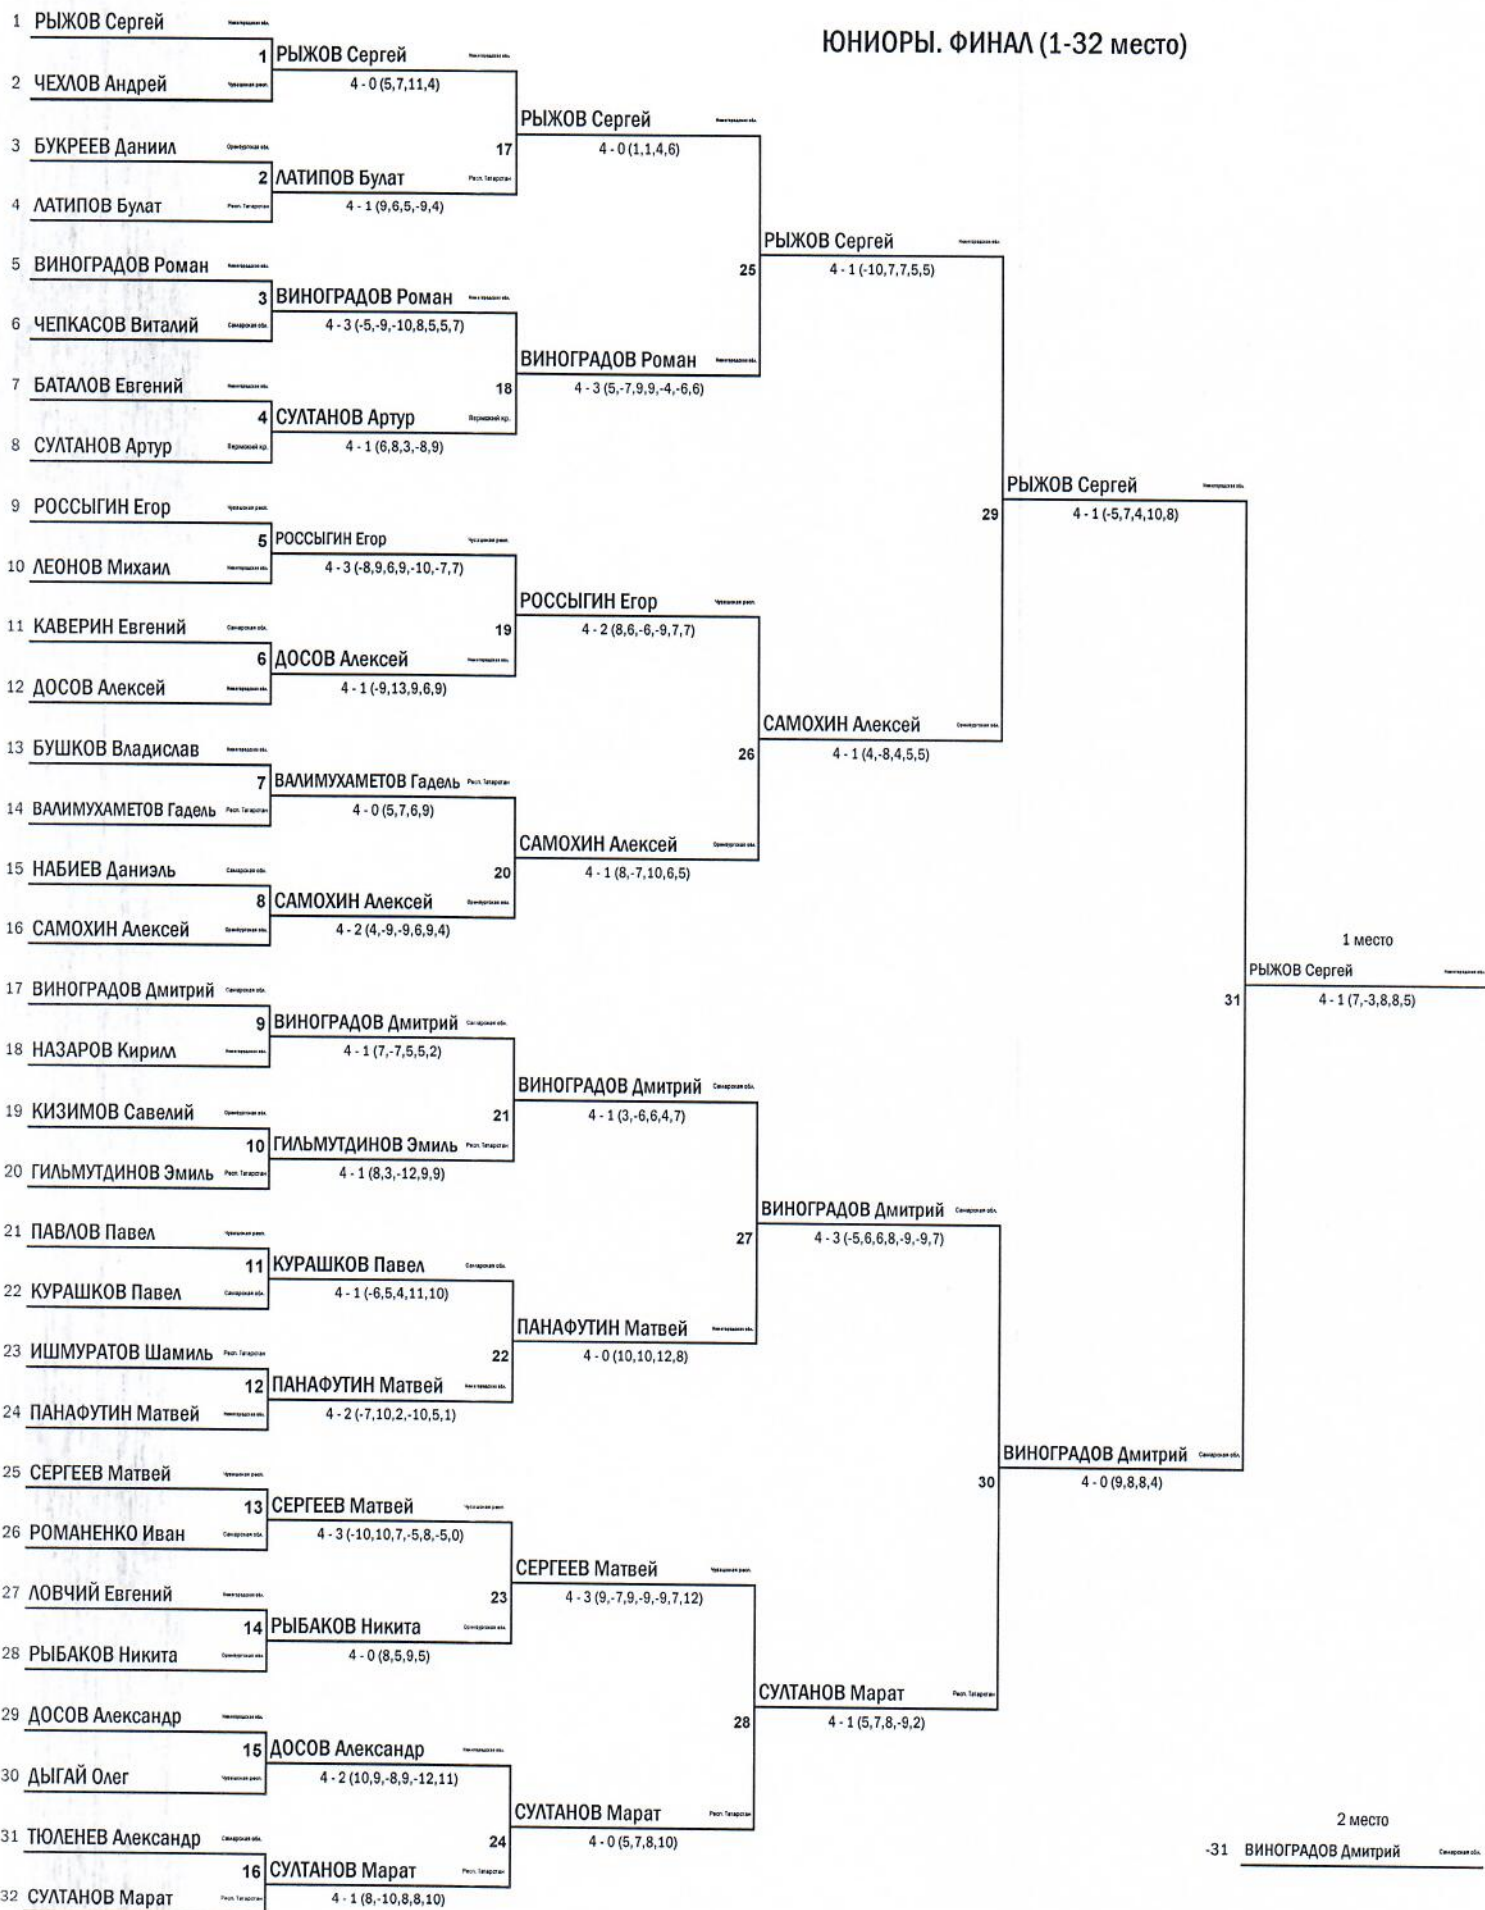 ЮНИОРЫ. ФИНАЛ (1-32 место)
1 РЫЖОВ Сергей
1 РЫЖОВ Сергей
2 ЧЕХЛОВ Андрей
4 - 0 (5,7,11,4)
РЫЖОВ Сергей
3 БУКРЕЕВ Даниил
17
4 - 0 (1,1,4,6)
2 ЛАТИПОВ Булат
4 ЛАТИПОВ Булат
4 - 1 (9,6,5,-9,4)
РЫЖОВ Сергей
5 ВИНОГРАДОВ Роман
25
4 - 1 (-10,7,7,5,5)
3 ВИНОГРАДОВ Роман
6 ЧЕПКАСОВ Виталий
4 - 3 (-5,-9,-10,8,5,5,7)
ВИНОГРАДОВ Роман
7 БАТАЛОВ Евгений
18
4 - 3 (5,-7,9,9,-4,-6,6)
4 СУЛТАНОВ Артур
8 СУЛТАНОВ Артур
4 - 1 (6,8,3,-8,9)
РЫЖОВ Сергей
9 РОССЫГИН Егор
29
4 - 1 (-5,7,4,10,8)
5 РОССЫГИН Егор
10 ЛЕОНОВ Михаил
4 - 3 (-8,9,6,9,-10,-7,7)
РОССЫГИН Егор
11 КАВЕРИН Евгений
19
4 - 2 (8,6,-6,-9,7,7)
6 ДОСОВ Алексей
12 ДОСОВ Алексей
4 - 1 (-9,13,9,6,9)
САМОХИН Алексей
13 БУШКОВ Владислав
26
4 - 1 (4,-8,4,5,5)
7 ВАЛИМУХАМЕТОВ Гадель
14 ВАЛИМУХАМЕТОВ Гадель
4 - 0 (5,7,6,9)
САМОХИН Алексей
15 НАБИЕВ Даниэль
20
4 - 1 (8,-7,10,6,5)
8 САМОХИН Алексей
16 САМОХИН Алексей
4 - 2 (4,-9,-9,6,9,4)
1 место
РЫЖОВ Сергей
17 ВИНОГРАДОВ Дмитрий
31
4 - 1 (7,-3,8,8,5)
9 ВИНОГРАДОВ Дмитрий
18 НАЗАРОВ Кирилл
4 - 1 (7,-7,5,5,2)
ВИНОГРАДОВ Дмитрий
19 КИЗИМОВ Савелий
21
4 - 1 (3,-6,6,4,7)
10 ГИЛЬМУТДИНОВ Эмиль
20 ГИЛЬМУТДИНОВ Эмиль
4 - 1 (8,3,-12,9,9)
ВИНОГРАДОВ Дмитрий
21 ПАВЛОВ Павел
27
4 - 3 (-5,6,6,8,-9,-9,7)
11 КУРАШКОВ Павел
22 КУРАШКОВ Павел
4 - 1 (-6,5,4,11,10)
ПАНАФУТИН Матвей
23 ИШМУРАТОВ Шамиль
22
4 - 0 (10,10,12,8)
12 ПАНАФУТИН Матвей
24 ПАНАФУТИН Матвей
4 - 2 (-7,10,2,-10,5,1)
ВИНОГРАДОВ Дмитрий
25 СЕРГЕЕВ Матвей
30
4 - 0 (9,8,8,4)
13 СЕРГЕЕВ Матвей
26 РОМАНЕНКО Иван
4 - 3 (-10,10,7,-5,8,-5,0)
СЕРГЕЕВ Матвей
27 ЛОВЧИЙ Евгений
23
4 - 3 (9,-7,9,-9,-9,7,12)
14 РЫБАКОВ Никита
28 РЫБАКОВ Никита
4 - 0 (8,5,9,5)
СУЛТАНОВ Марат
29 ДОСОВ Александр
28
4 - 1 (5,7,8,-9,2)
15 ДОСОВ Александр
30 ДЫГАЙ Олег
4 - 2 (10,9,-8,9,-12,11)
СУЛТАНОВ Марат
2 место
31 ТЮЛЕНЕВ Александр
24
4 - 0 (5,7,8,10)
-31 ВИНОГРАДОВ Дмитрий
16 СУЛТАНОВ Марат
32 СУЛТАНОВ Марат
4 - 1 (8,-10,8,8,10)